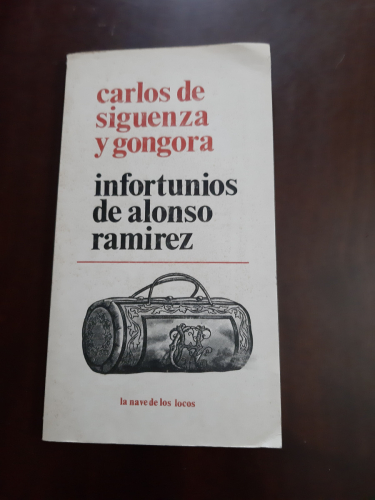 carlos de
siguenza
y gongora
infortunios
de alonso
ramirez
la nave de los locos